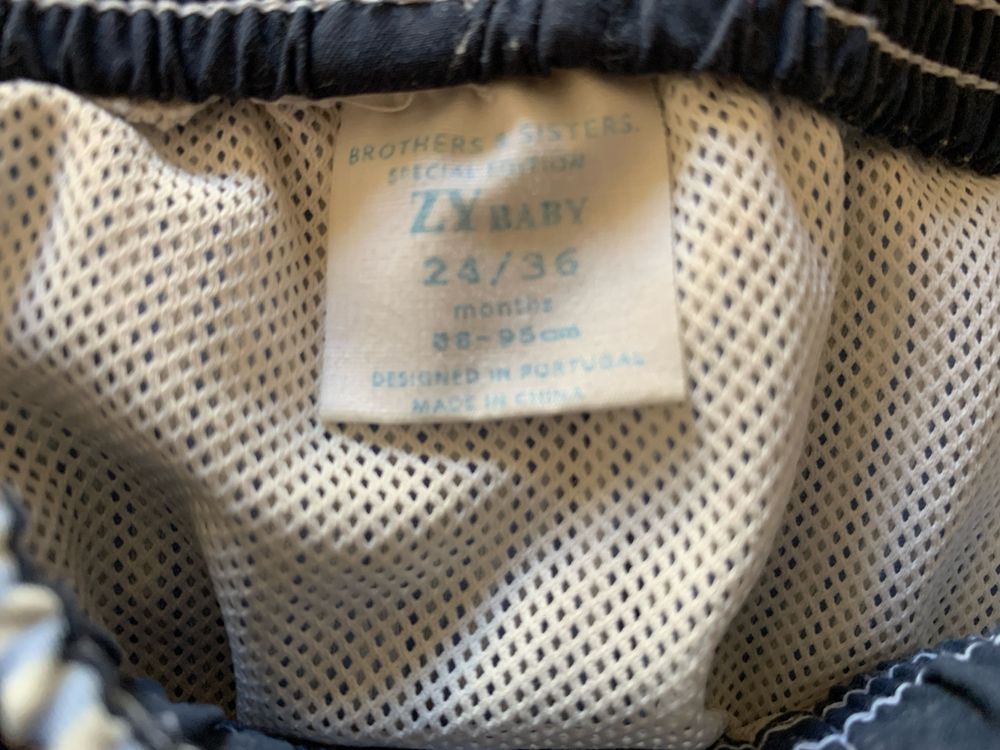 BROTHERS & SISTERS.
SPECIAL EDITION
ZY BABY
24/36
months
88-95cm
DESIGNED IN PORTUGAL
MADE IN CHINA